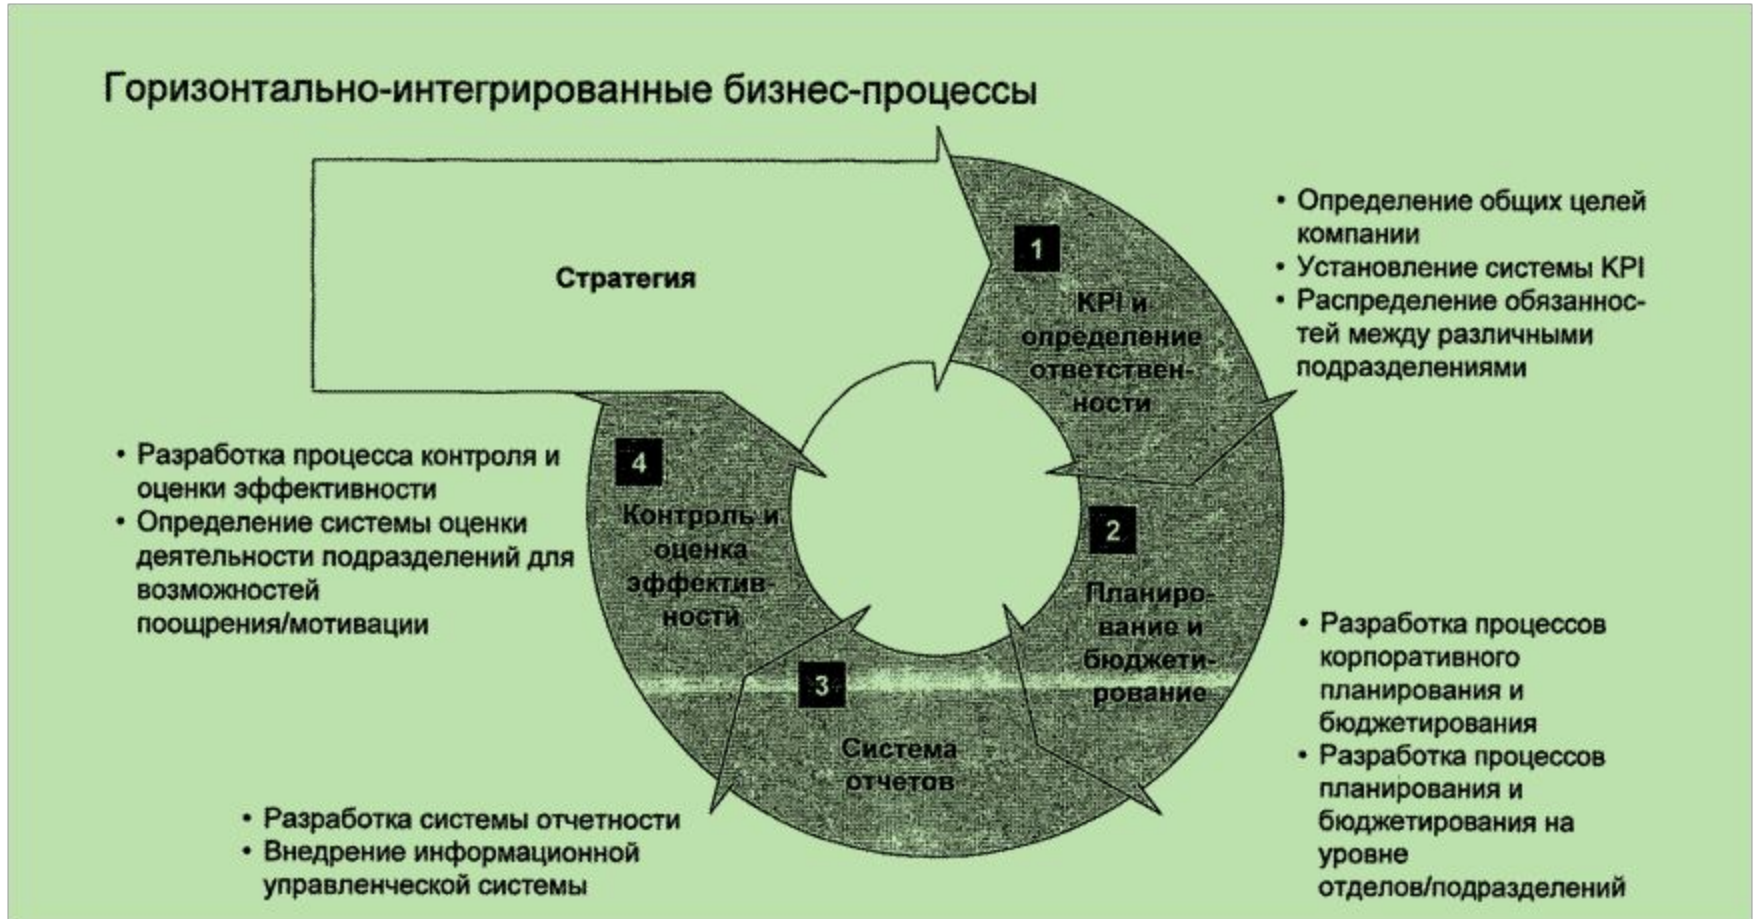 Горизонтально-интегрированные бизнес-процессы
Стратегия
1
KPI и
определение
ответствен-
ности
• Определение общих целей
компании
• Установление системы KPI
• Распределение обязаннос-
тей между различными
подразделениями
2
Планиро-
вание и
бюджети-
рование
• Разработка процессов
корпоративного
планирования и
бюджетирования
• Разработка процессов
планирования и
бюджетирования на
уровне
отделов/подразделений
3
Система
отчетов
• Разработка системы отчетности
• Внедрение информационной
управленческой системы
4
Контроль и
оценка
эффектив-
ности
• Разработка процесса контроля и
оценки эффективности
• Определение системы оценки
деятельности подразделений для
возможностей
поощрения/мотивации